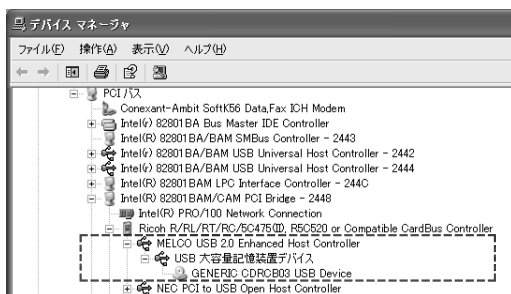 デバイス マネージャ
ファイル(F) 操作(A) 表示(V) ヘルプ(H)
PCI バス
Conexant-Ambit SoftK56 Data,Fax ICH Modem
Intel(r) 82801BA Bus Master IDE Controller
Intel(R) 82801BA/BAM SMBus Controller - 2443
Intel(r) 82801BA/BAM USB Universal Host Controller - 2442
Intel(r) 82801BA/BAM USB Universal Host Controller - 2444
Intel(R) 82801BAM LPC Interface Controller - 244C
Intel(R) 82801BAM/CAM PCI Bridge - 2448
Intel(R) PRO/100 Network Connection
Ricoh R/RL/RT/RC/5C475(II), R5C520 or Compatible CardBus Controller
MELCO USB 2.0 Enhanced Host Controller
USB 大容量記憶装置デバイス
GENERIC CDRCB03 USB Device
NEC PCI to USB Open Host Controller